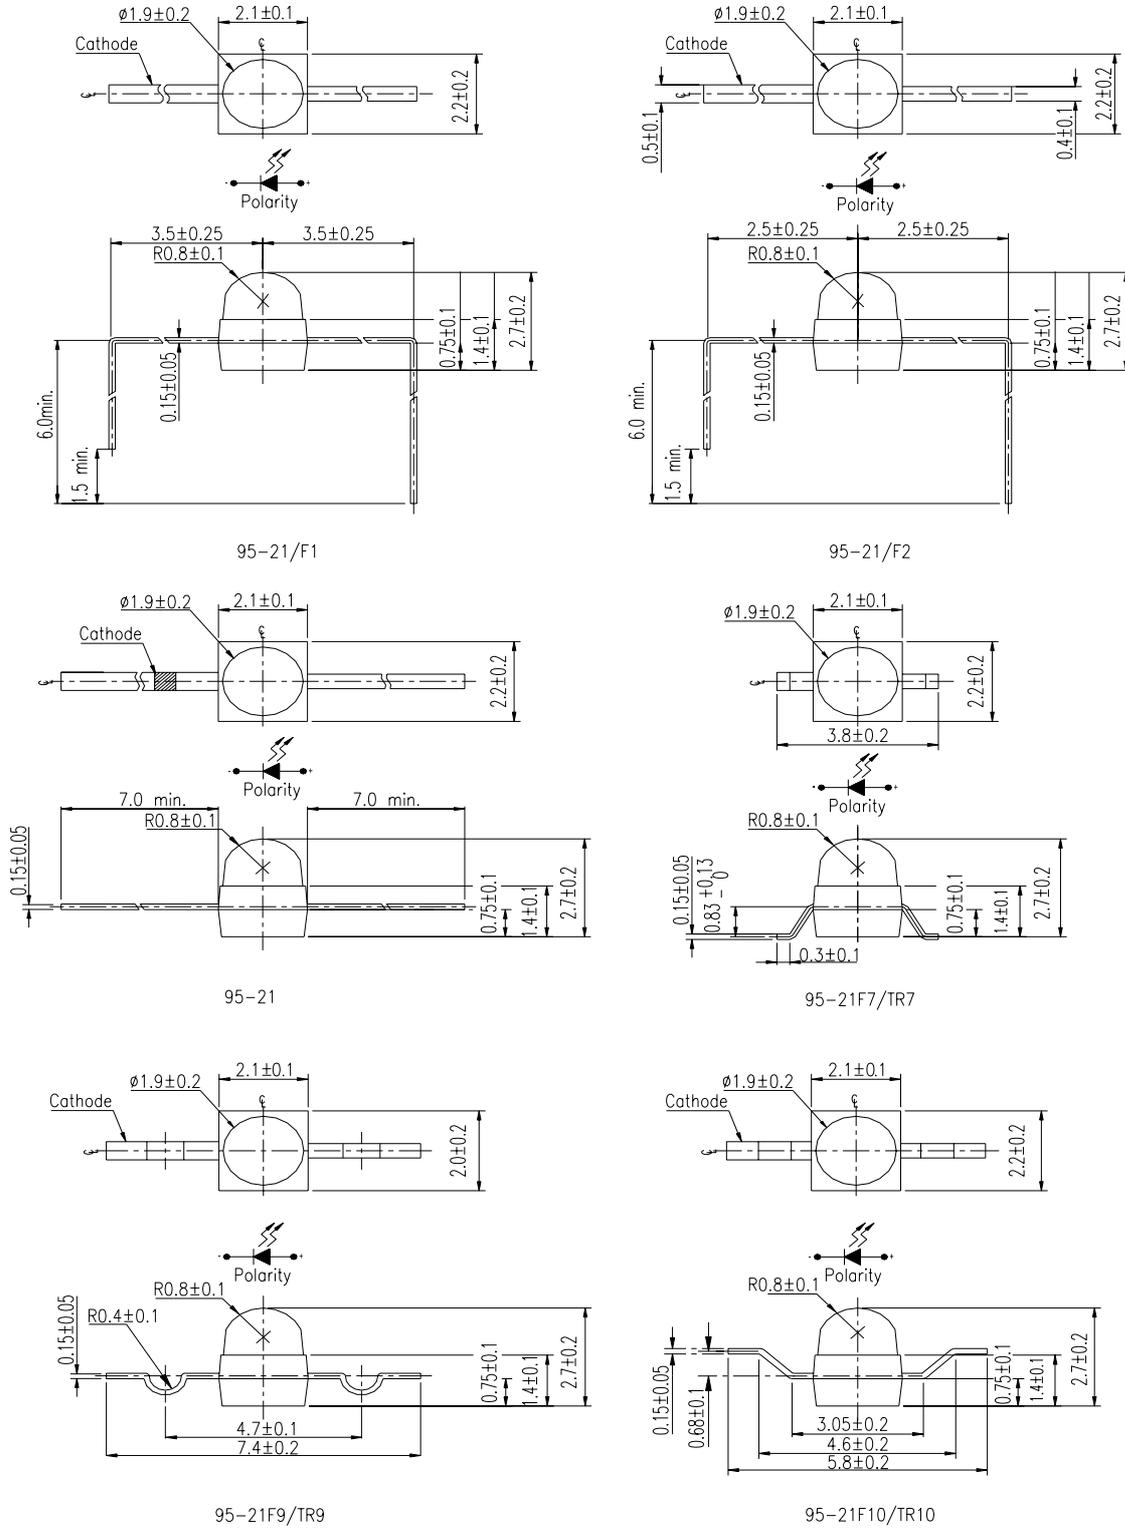 ø1.9±0.2
2.1±0.1
Cathode
2.2±0.2
Polarity
3.5±0.25
3.5±0.25
R0.8±0.1
0.15±0.05
0.75±0.1
1.4±0.1
2.7±0.2
6.0min.
1.5 min.
95-21/F1
ø1.9±0.2
2.1±0.1
Cathode
0.5±0.1
0.4±0.1
2.2±0.2
Polarity
2.5±0.25
2.5±0.25
R0.8±0.1
0.15±0.05
0.75±0.1
1.4±0.1
2.7±0.2
6.0 min.
1.5 min.
95-21/F2
ø1.9±0.2
2.1±0.1
Cathode
2.2±0.2
Polarity
7.0 min.
7.0 min.
R0.8±0.1
0.15±0.05
0.75±0.1
1.4±0.1
2.7±0.2
95-21
ø1.9±0.2
2.1±0.1
2.2±0.2
3.8±0.2
Polarity
R0.8±0.1
0.15±0.05
0.83 +0.13 - 0
0.75±0.1
1.4±0.1
2.7±0.2
0.3±0.1
95-21F7/TR7
ø1.9±0.2
2.1±0.1
Cathode
2.0±0.2
Polarity
R0.8±0.1
R0.4±0.1
0.15±0.05
0.75±0.1
1.4±0.1
2.7±0.2
4.7±0.1
7.4±0.2
95-21F9/TR9
ø1.9±0.2
2.1±0.1
Cathode
2.2±0.2
Polarity
R0.8±0.1
0.15±0.05
0.68±0.1
0.75±0.1
1.4±0.1
2.7±0.2
3.05±0.2
4.6±0.2
5.8±0.2
95-21F10/TR10